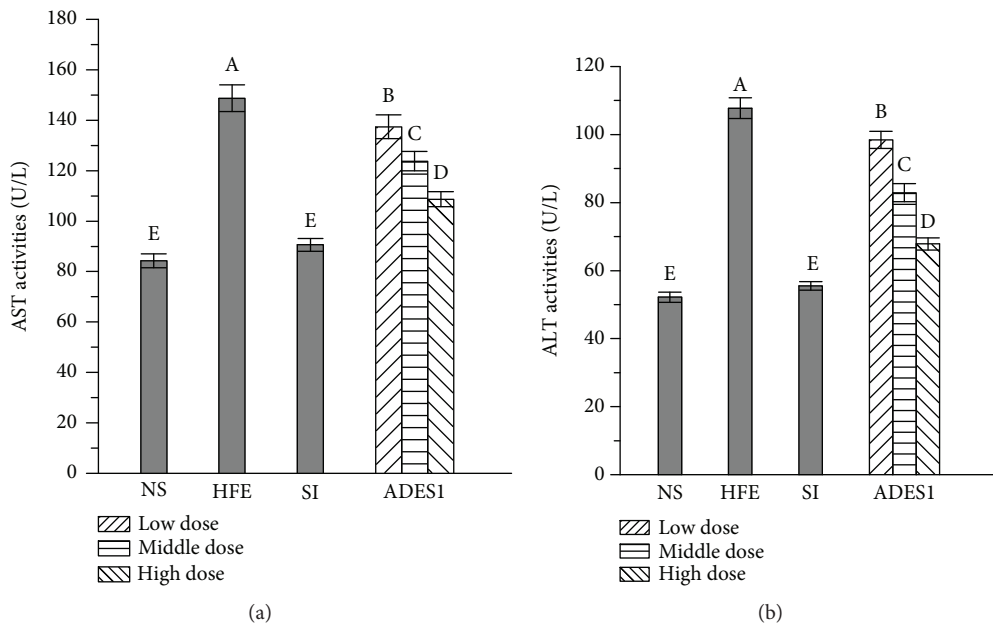 AST activities (U/L)
180
160
140
120
100
80
60
40
20
0
E
A
E
B
C
D
NS HFE SI ADES1
Low dose
Middle dose
High dose
(a)
ALT activities (U/L)
120
100
80
60
40
20
0
E
A
E
B
C
D
NS HFE SI ADES1
Low dose
Middle dose
High dose
(b)